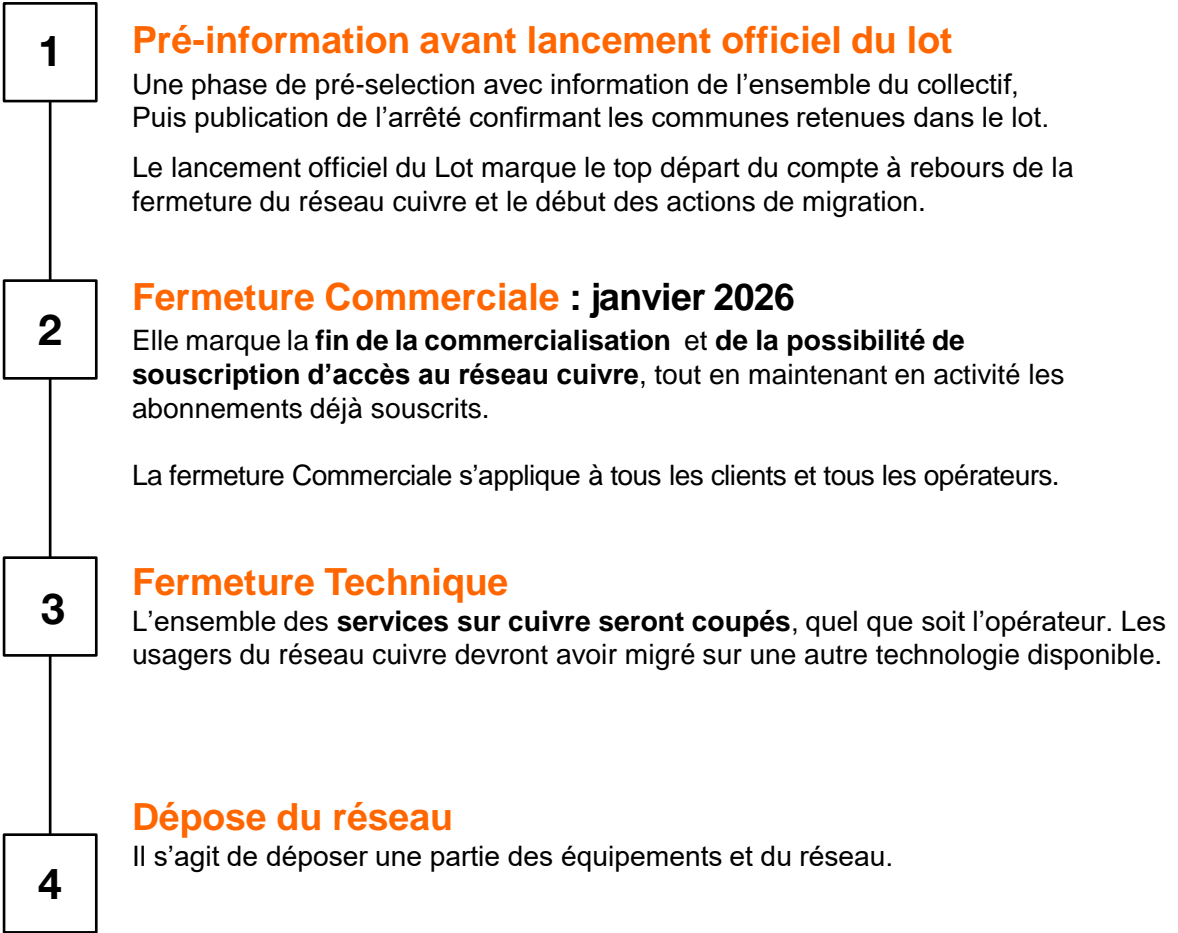 1
Pré-information avant lancement officiel du lot
Une phase de pré-selection avec information de l’ensemble du collectif,
Puis publication de l’arrêté confirmant les communes retenues dans le lot.
Le lancement officiel du Lot marque le top départ du compte à rebours de la
fermeture du réseau cuivre et le début des actions de migration.
2
Fermeture Commerciale : janvier 2026
Elle marque la fin de la commercialisation et de la possibilité de
souscription d’accès au réseau cuivre, tout en maintenant en activité les
abonnements déjà souscrits.
La fermeture Commerciale s’applique à tous les clients et tous les opérateurs.
3
Fermeture Technique
L’ensemble des services sur cuivre seront coupés, quel que soit l’opérateur. Les
usagers du réseau cuivre devront avoir migré sur une autre technologie disponible.
4
Dépose du réseau
Il s’agit de déposer une partie des équipements et du réseau.